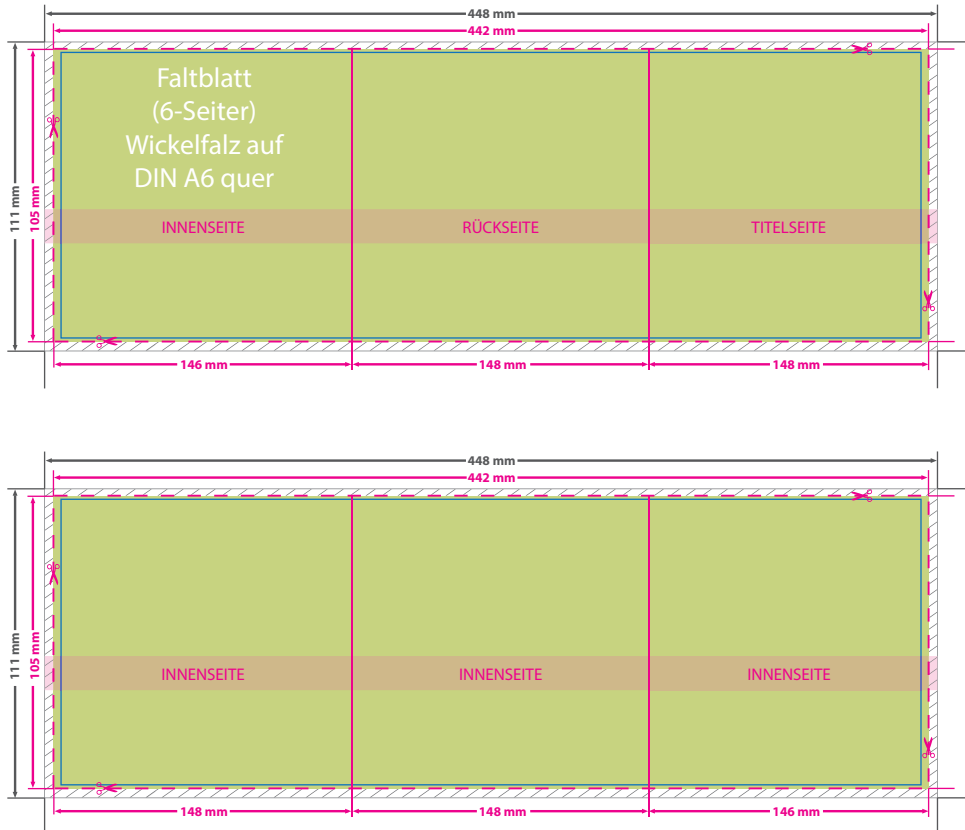 448 mm
442 mm
111 mm
105 mm
Faltblatt
(6-Seiter)
Wickelfalz auf
DIN A6 quer
INNENSEITE
RÜCKSEITE
TITELSEITE
146 mm
148 mm
148 mm
448 mm
442 mm
111 mm
105 mm
INNENSEITE
INNENSEITE
INNENSEITE
148 mm
148 mm
146 mm